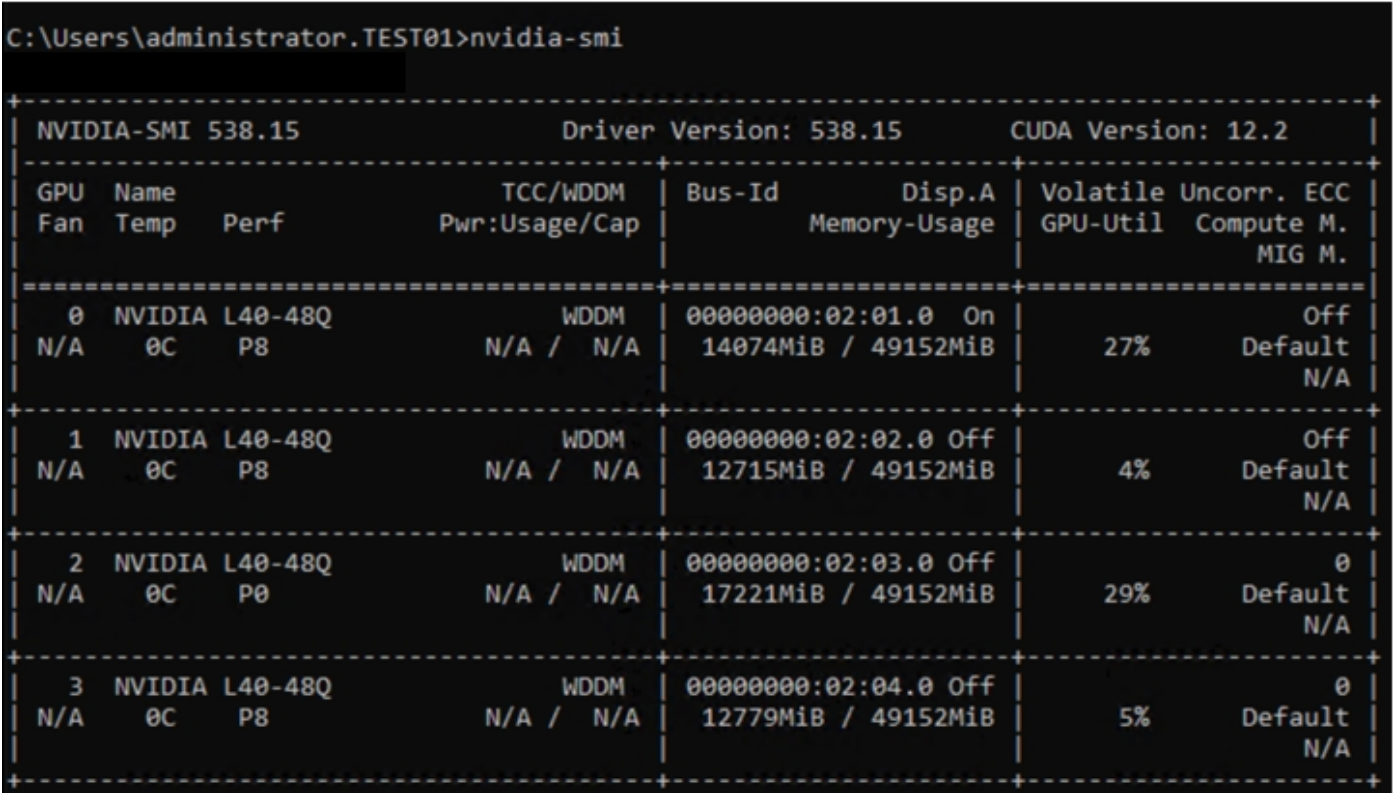 C:\Users\administrator.TEST01>nvidia-smi
+-----------------------------------------------------------------------------------------+
| NVIDIA-SMI 538.15                 Driver Version: 538.15       CUDA Version: 12.2     |
|-----------------------------------------+----------------------+----------------------+
| GPU  Name                     TCC/WDDM  | Bus-Id        Disp.A | Volatile Uncorr. ECC |
| Fan  Temp   Perf          Pwr:Usage/Cap |         Memory-Usage | GPU-Util  Compute M. |
|                                         |                      |               MIG M. |
|=========================================+======================+======================|
|   0  NVIDIA L40-48Q               WDDM  | 00000000:02:01.0  On |                  Off |
| N/A    0C    P8              N/A /  N/A |  14074MiB / 49152MiB |     27%      Default |
|                                         |                      |                  N/A |
+-----------------------------------------+----------------------+----------------------+
|   1  NVIDIA L40-48Q               WDDM  | 00000000:02:02.0 Off |                  Off |
| N/A    0C    P8              N/A /  N/A |  12715MiB / 49152MiB |      4%      Default |
|                                         |                      |                  N/A |
+-----------------------------------------+----------------------+----------------------+
|   2  NVIDIA L40-48Q               WDDM  | 00000000:02:03.0 Off |                    0 |
| N/A    0C    P0              N/A /  N/A |  17221MiB / 49152MiB |     29%      Default |
|                                         |                      |                  N/A |
+-----------------------------------------+----------------------+----------------------+
|   3  NVIDIA L40-48Q               WDDM  | 00000000:02:04.0 Off |                    0 |
| N/A    0C    P8              N/A /  N/A |  12779MiB / 49152MiB |      5%      Default |
|                                         |                      |                  N/A |
+-----------------------------------------+----------------------+----------------------+